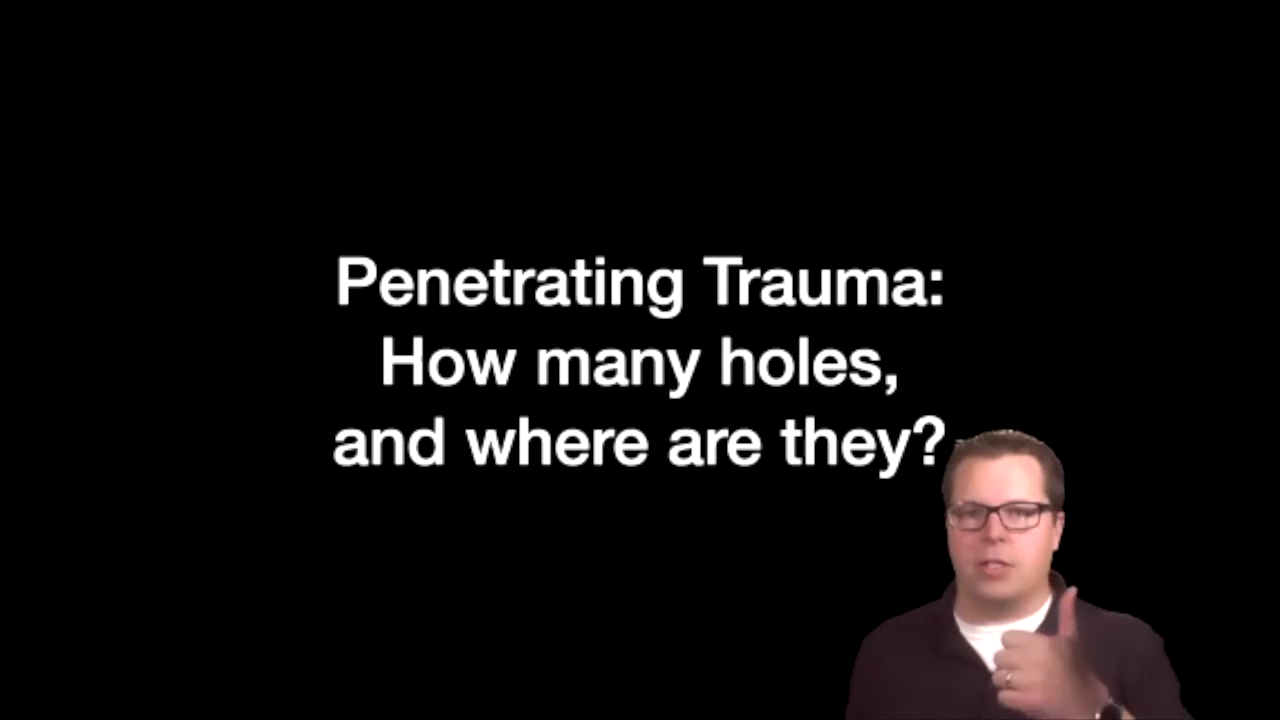 Penetrating Trauma:
How many holes,
and where are they?